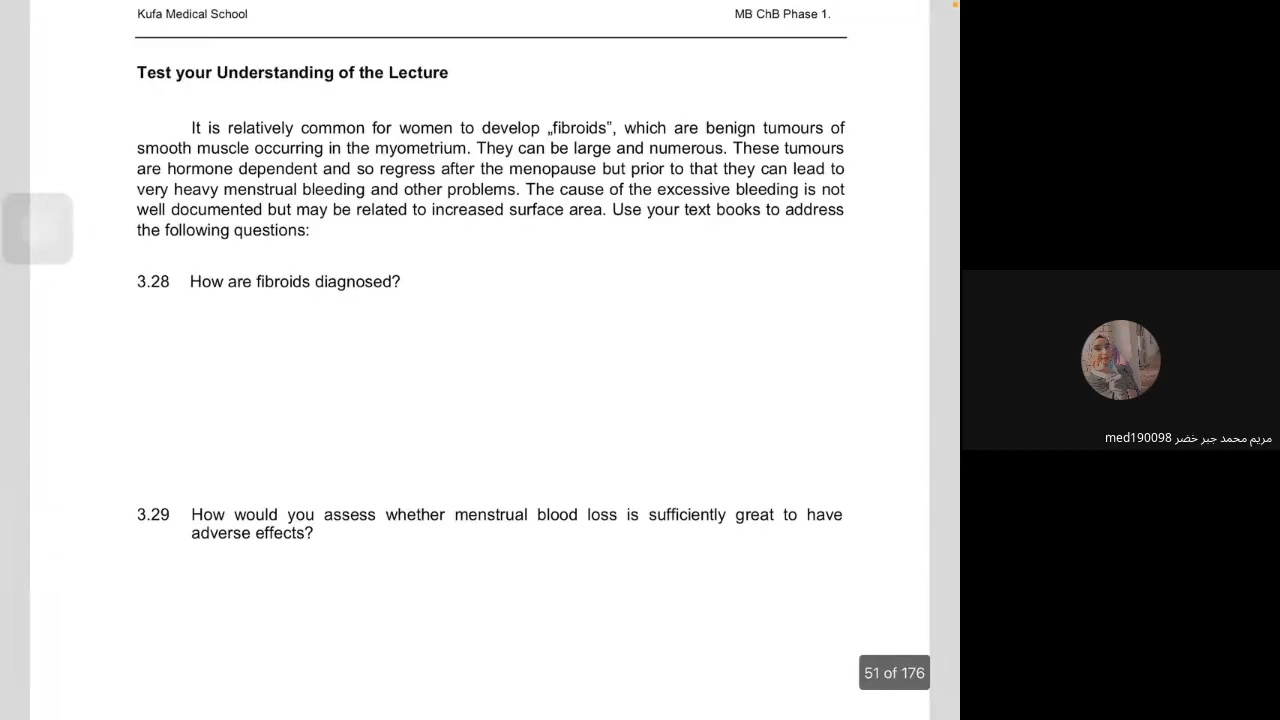 Kufa Medical School
MB ChB Phase 1.
Test your Understanding of the Lecture
It is relatively common for women to develop „fibroids”, which are benign tumours of
smooth muscle occurring in the myometrium. They can be large and numerous. These tumours
are hormone dependent and so regress after the menopause but prior to that they can lead to
very heavy menstrual bleeding and other problems. The cause of the excessive bleeding is not
well documented but may be related to increased surface area. Use your text books to address
the following questions:
3.28 How are fibroids diagnosed?
3.29 How would you assess whether menstrual blood loss is sufficiently great to have
adverse effects?
51 of 176
مريم محمد جبر خضر med190098